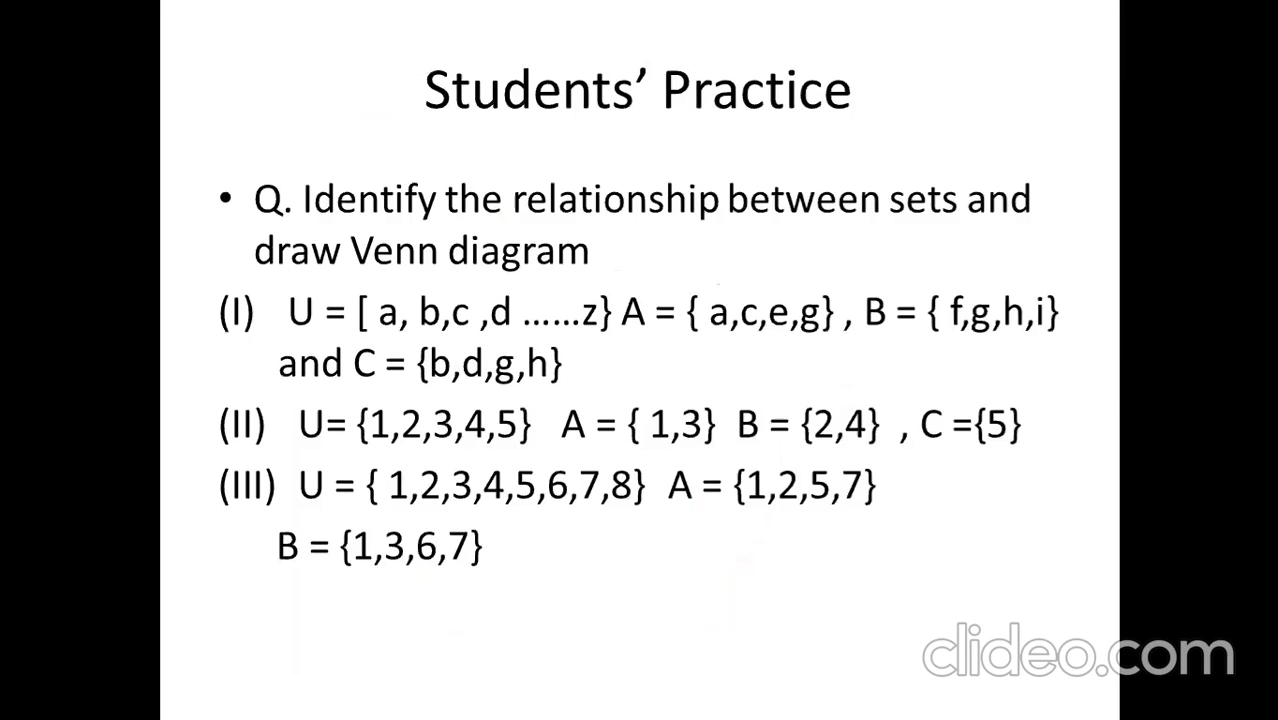 Students’ Practice
• Q. Identify the relationship between sets and
draw Venn diagram
(I) U = [ a, b,c ,d ……z} A = { a,c,e,g} , B = { f,g,h,i}
and C = {b,d,g,h}
(II) U= {1,2,3,4,5} A = { 1,3} B = {2,4} , C ={5}
(III) U = { 1,2,3,4,5,6,7,8} A = {1,2,5,7}
B = {1,3,6,7}
clideo.com